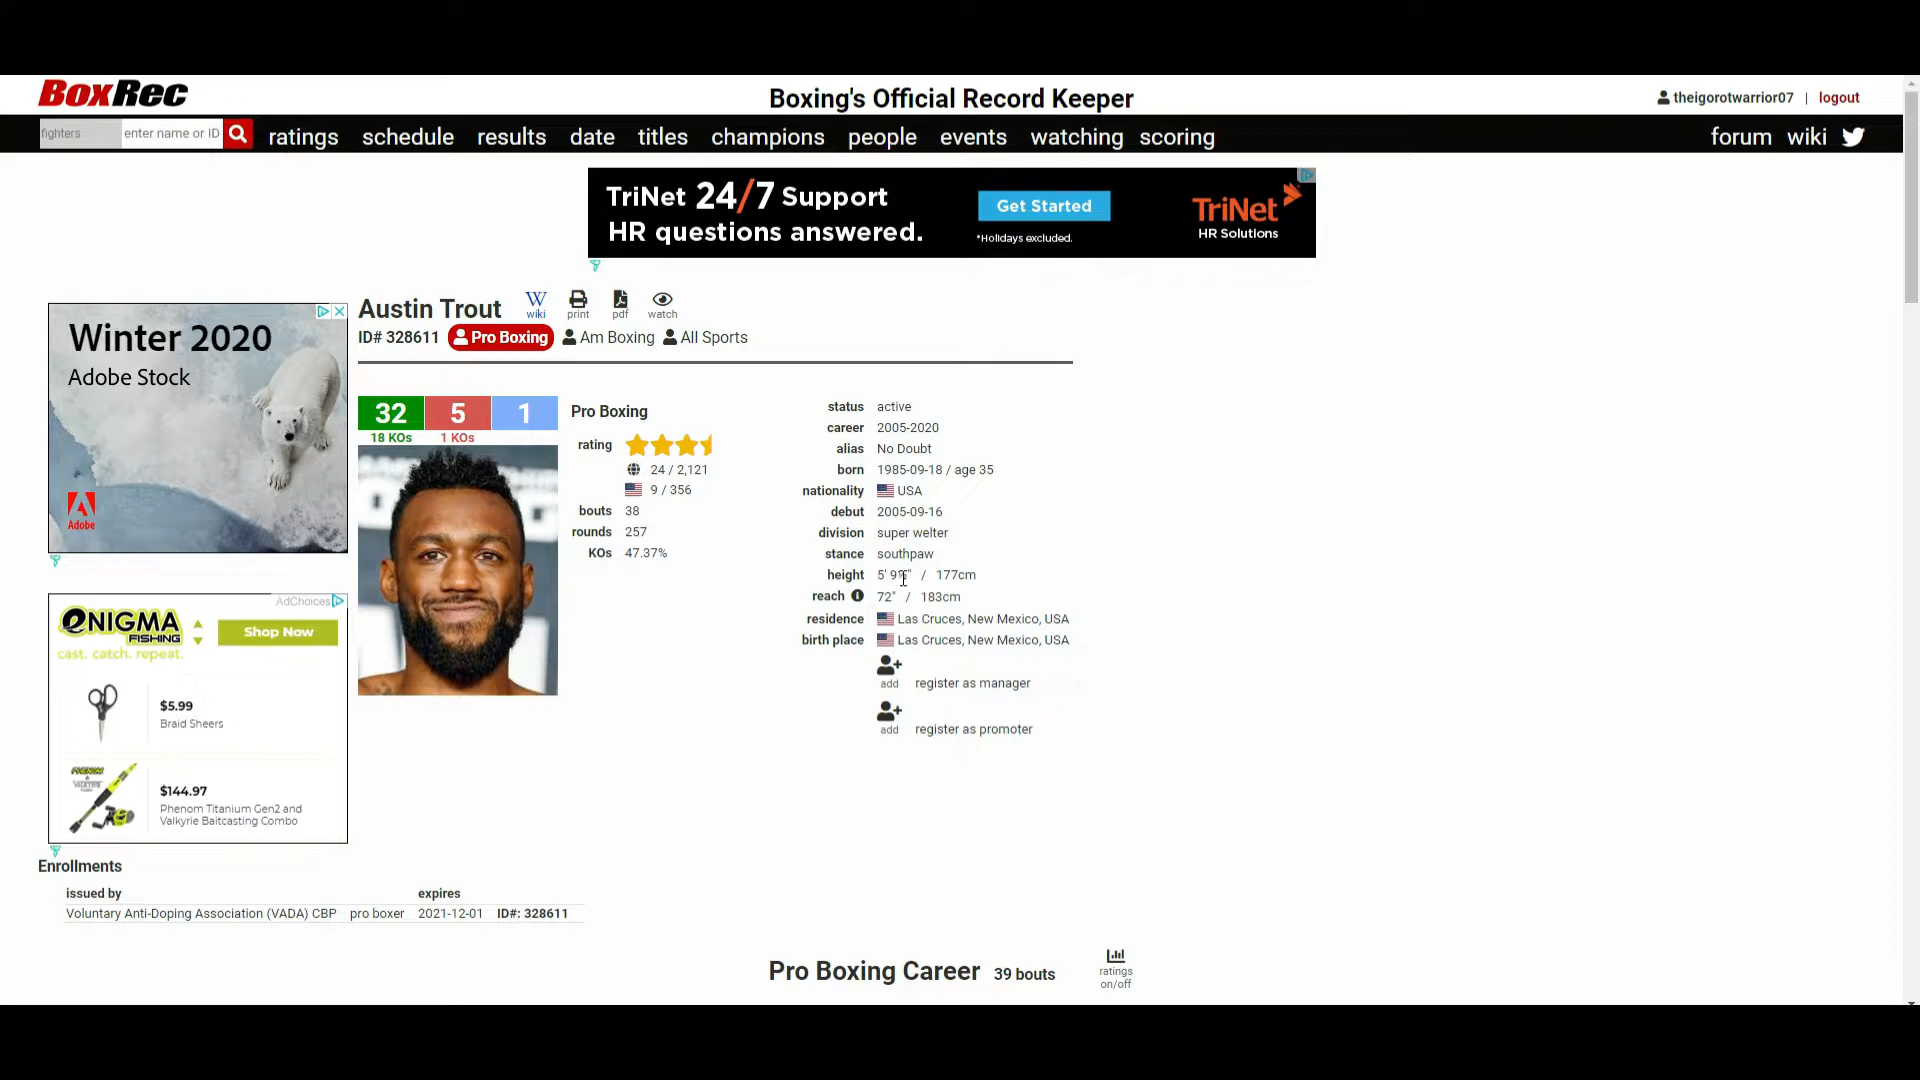 BoxRec
Boxing's Official Record Keeper
theigorotwarrior07 | logout
fighters enter name or ID
ratings schedule results date titles champions people events watching scoring
forum wiki
TriNet 24/7 Support
HR questions answered.
Get Started
*Holidays excluded.
TriNet
HR Solutions
Winter 2020
Adobe Stock
Adobe
Austin Trout
W
wiki print pdf watch
ID# 328611 Pro Boxing Am Boxing All Sports
32 5 1
18 KOs 1 KOs
Pro Boxing
rating
24 / 2,121
9 / 356
bouts 38
rounds 257
KOs 47.37%
status active
career 2005-2020
alias No Doubt
born 1985-09-18 / age 35
nationality USA
debut 2005-09-16
division super welter
stance southpaw
height 5' 9½" / 177cm
reach 72" / 183cm
residence Las Cruces, New Mexico, USA
birth place Las Cruces, New Mexico, USA
add register as manager
add register as promoter
AdChoices
ENIGMA
FISHING
cast. catch. repeat.
Shop Now
$5.99
Braid Sheers
$144.97
Phenom Titanium Gen2 and
Valkyrie Baitcasting Combo
Enrollments
issued by expires
Voluntary Anti-Doping Association (VADA) CBP pro boxer 2021-12-01 ID#: 328611
Pro Boxing Career 39 bouts
ratings
on/off